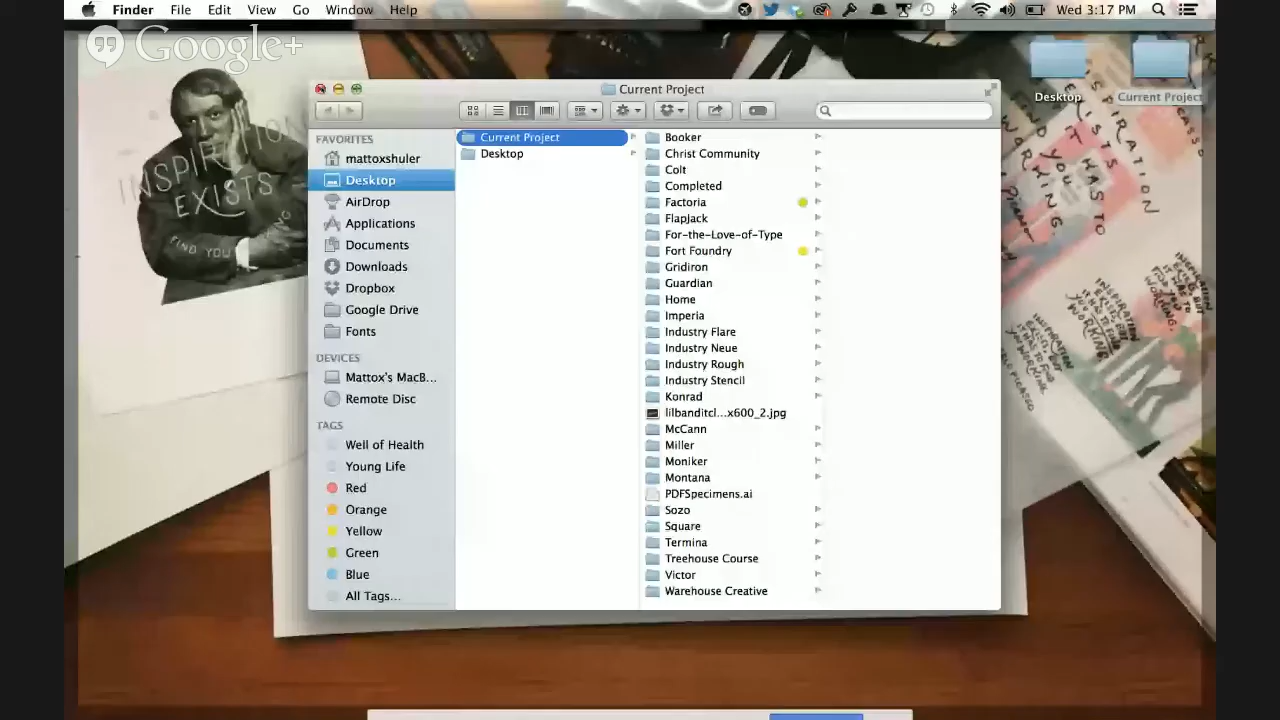 Finder File Edit View Go Window Help
Wed 3:17 PM
Google+
Desktop
Current Project
Current Project
FAVORITES
mattoxshuler
Desktop
AirDrop
Applications
Documents
Downloads
Dropbox
Google Drive
Fonts
DEVICES
Mattox's MacB...
Remote Disc
TAGS
Well of Health
Young Life
Red
Orange
Yellow
Green
Blue
All Tags...
Current Project
Desktop
Booker
Christ Community
Colt
Completed
Factoria
FlapJack
For-the-Love-of-Type
Fort Foundry
Gridiron
Guardian
Home
Imperia
Industry Flare
Industry Neue
Industry Rough
Industry Stencil
Konrad
lilbanditcl...x600_2.jpg
McCann
Miller
Moniker
Montana
PDFSpecimens.ai
Sozo
Square
Termina
Treehouse Course
Victor
Warehouse Creative
INSPIRATION
EXISTS
FIND YOU